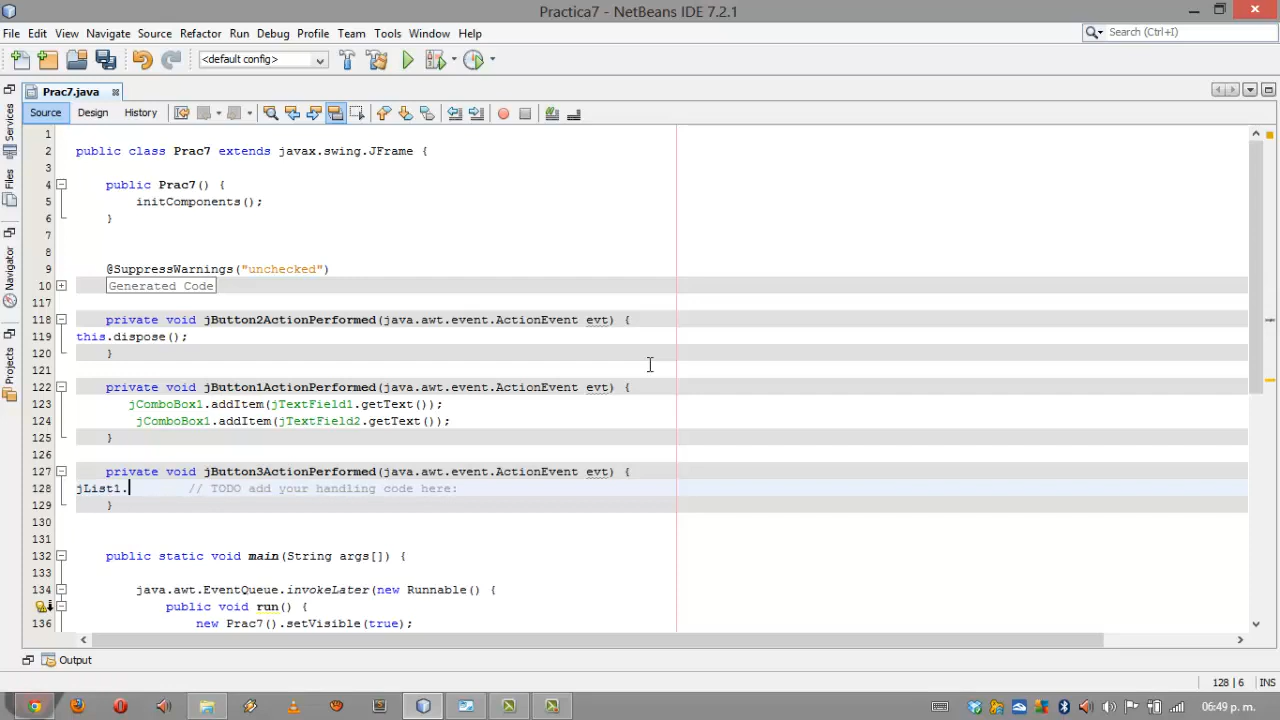 Practica7 - NetBeans IDE 7.2.1
File Edit View Navigate Source Refactor Run Debug Profile Team Tools Window Help
Search (Ctrl+I)
<default config>
Prac7.java
Source Design History
Services
Files
Navigator
Projects
1
2 public class Prac7 extends javax.swing.JFrame {
3
4 public Prac7() {
5 initComponents();
6 }
7
8
9 @SuppressWarnings("unchecked")
10 Generated Code
117
118 private void jButton2ActionPerformed(java.awt.event.ActionEvent evt) {
119 this.dispose();
120 }
121
122 private void jButton1ActionPerformed(java.awt.event.ActionEvent evt) {
123 jComboBox1.addItem(jTextField1.getText());
124 jComboBox1.addItem(jTextField2.getText());
125 }
126
127 private void jButton3ActionPerformed(java.awt.event.ActionEvent evt) {
128 jList1. // TODO add your handling code here:
129 }
130
132 public static void main(String args[]) {
133
134 java.awt.EventQueue.invokeLater(new Runnable() {
public void run() {
136 new Prac7().setVisible(true);
Output
128 | 6 INS
06:49 p. m.